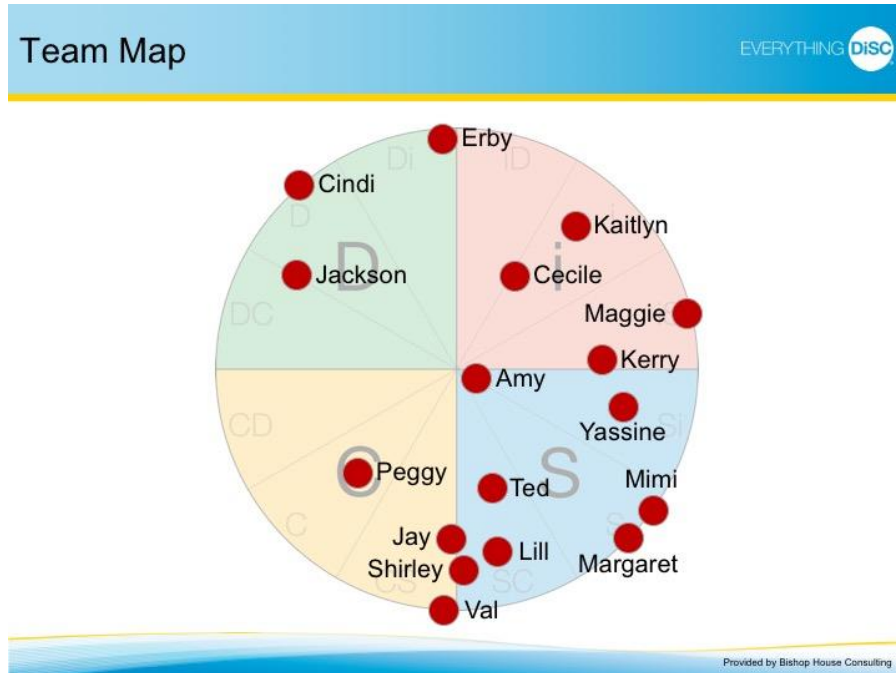 Team Map
EVERYTHING DiSC
Erby
Di
iD
Cindi
D
i
Kaitlyn
D
i
Jackson
Cecile
DC
Maggie
iS
Kerry
Amy
CD
Yassine
Si
C
S
Peggy
Ted
Mimi
C
S
Jay
Lill
Margaret
Shirley
CS
SC
Val
Provided by Bishop House Consulting